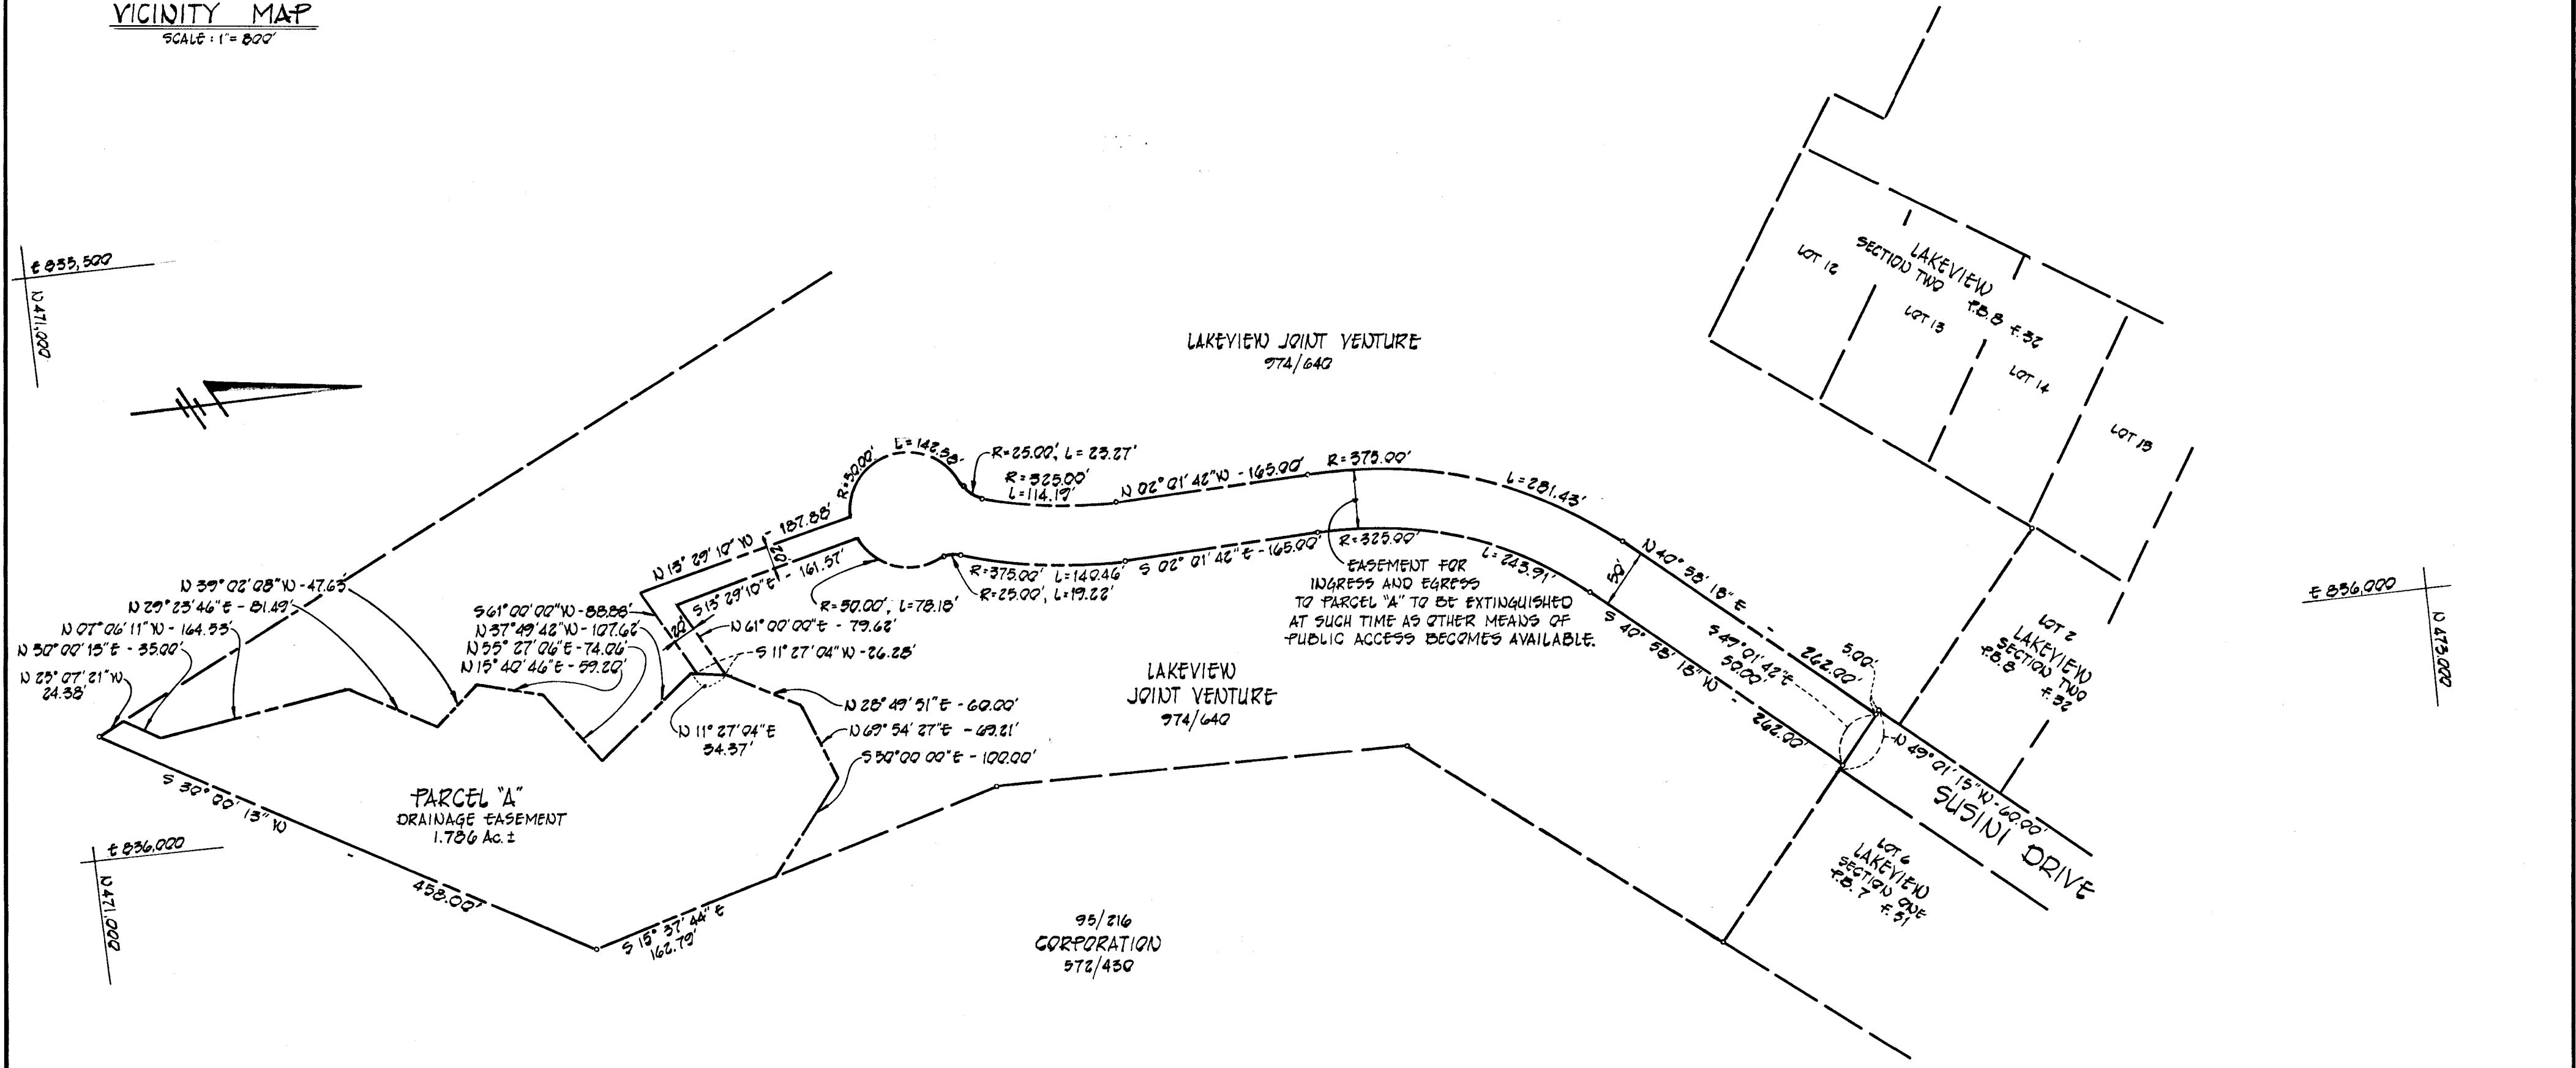 VICINITY MAP
SCALE : 1" = 800'
E 835,500
N 471,000
LAKEVIEW JOINT VENTURE
974/640
LOT 12
LAKEVIEW
SECTION TWO
P.B. 8 F. 32
LOT 13
LOT 14
LOT 15
L = 142.58'
R=50.00'
R=25.00', L= 23.27'
R=325.00'
L=114.19'
N 02° 01' 42" W - 165.00'
R=375.00'
L=281.43'
N 13° 29' 10" W - 187.88'
20'
S 13° 29' 10" E - 161.57'
R=50.00', L=78.18'
R=375.00' L=140.46'
R=25.00', L=19.22'
S 02° 01' 42" E - 165.00'
R=325.00'
L=243.91'
EASEMENT FOR
INGRESS AND EGRESS
TO PARCEL "A" TO BE EXTINGUISHED
AT SUCH TIME AS OTHER MEANS OF
PUBLIC ACCESS BECOMES AVAILABLE.
50'
N 40° 58' 18" E - 262.00'
S 40° 58' 18" W - 262.00'
S 49° 01' 42" E
50.00'
5.00'
N 49° 01' 15" W - 60.00'
SUSINI DRIVE
LOT 2
LAKEVIEW
SECTION TWO
P.B. 8 F. 32
E 836,000
N 473,000
N 39° 02' 08" W - 47.63'
N 29° 23' 46" E - 81.49'
N 07° 06' 11" W - 164.53'
N 30° 00' 13" E - 35.00'
N 23° 07' 21" W
24.38'
S 61° 00' 00" W - 88.88'
N 37° 49' 42" W - 107.62'
N 55° 27' 06" E - 74.06'
N 15° 40' 46" E - 59.20'
20'
N 61° 00' 00" E - 79.62'
S 11° 27' 04" W - 26.28'
N 11° 27' 04" E
34.37'
N 28° 49' 51" E - 60.00'
N 69° 54' 27" E - 69.21'
S 50° 00' 00" E - 100.00'
LAKEVIEW
JOINT VENTURE
974/640
PARCEL "A"
DRAINAGE EASEMENT
1.786 Ac. ±
S 30° 00' 13" W - 458.00'
S 15° 37' 44" E
162.79'
E 836,000
N 471,000
95/216
CORPORATION
572/430
LOT 6
LAKEVIEW
SECTION ONE
P.B. 7 F. 51